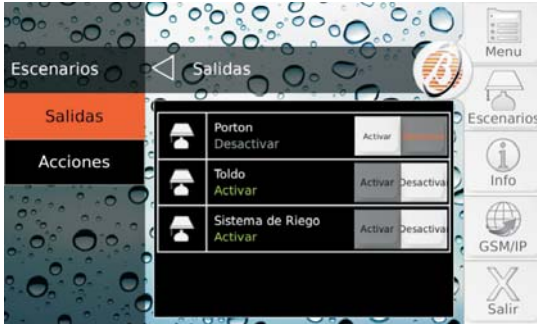 Escenarios
Salidas
Salidas
Acciones
Porton
Desactivar
Activar
Toldo
Activar
Activar
Desactiva
Sistema de Riego
Activar
Activar
Desactiva
Menu
Escenarios
Info
GSM/IP
Salir